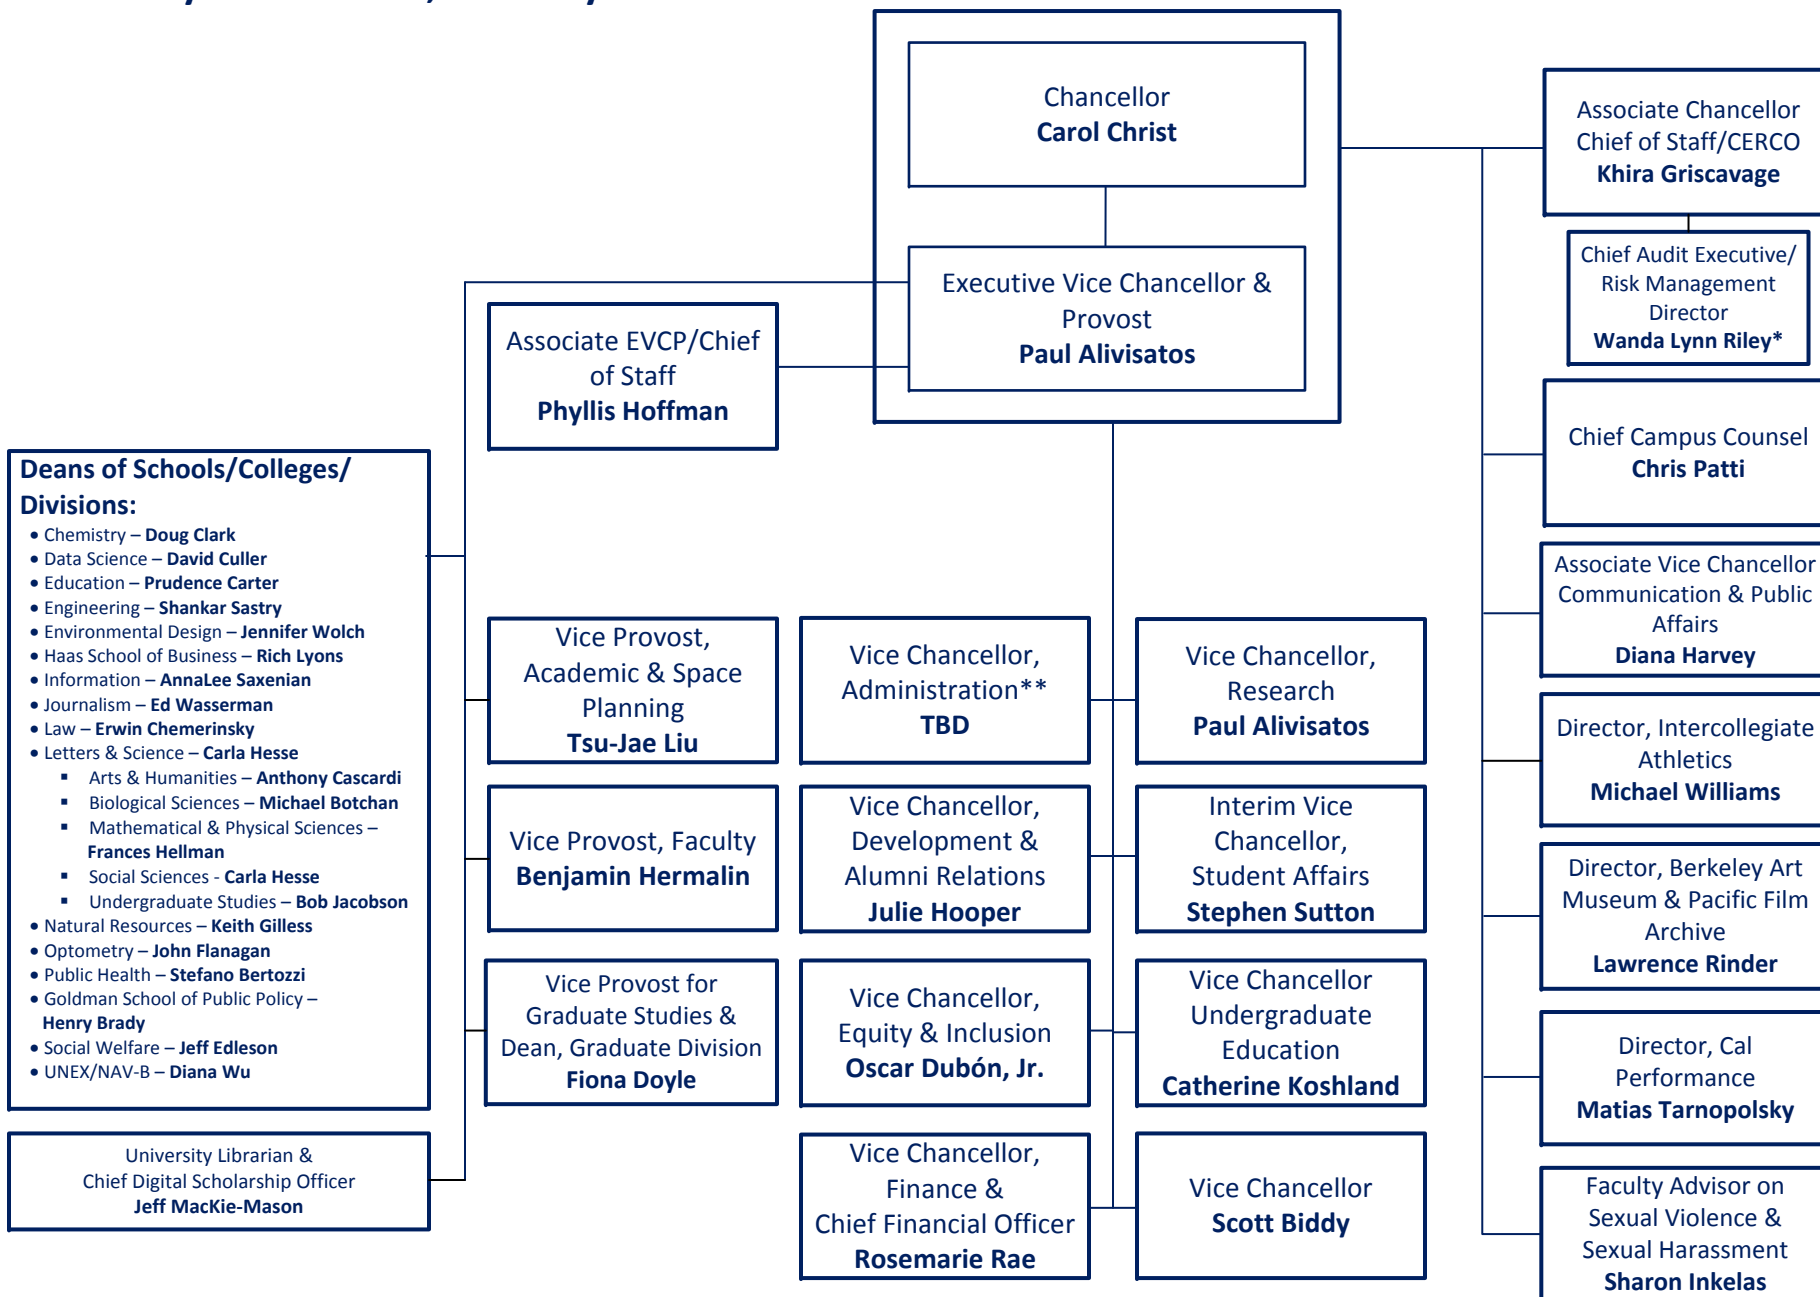 Chancellor
Carol Christ
Executive Vice Chancellor &
Provost
Paul Alivisatos
Associate EVCP/Chief
of Staff
Phyllis Hoffman
Deans of Schools/Colleges/
Divisions:
• Chemistry – Doug Clark
• Data Science – David Culler
• Education – Prudence Carter
• Engineering – Shankar Sastry
• Environmental Design – Jennifer Wolch
• Haas School of Business – Rich Lyons
• Information – AnnaLee Saxenian
• Journalism – Ed Wasserman
• Law – Erwin Chemerinsky
• Letters & Science – Carla Hesse
▪ Arts & Humanities – Anthony Cascardi
▪ Biological Sciences – Michael Botchan
▪ Mathematical & Physical Sciences –
Frances Hellman
▪ Social Sciences - Carla Hesse
▪ Undergraduate Studies – Bob Jacobson
• Natural Resources – Keith Gilless
• Optometry – John Flanagan
• Public Health – Stefano Bertozzi
• Goldman School of Public Policy –
Henry Brady
• Social Welfare – Jeff Edleson
• UNEX/NAV-B – Diana Wu
University Librarian &
Chief Digital Scholarship Officer
Jeff MacKie-Mason
Vice Provost,
Academic & Space
Planning
Tsu-Jae Liu
Vice Provost, Faculty
Benjamin Hermalin
Vice Provost for
Graduate Studies &
Dean, Graduate Division
Fiona Doyle
Vice Chancellor,
Administration**
TBD
Vice Chancellor,
Development &
Alumni Relations
Julie Hooper
Vice Chancellor,
Equity & Inclusion
Oscar Dubón, Jr.
Vice Chancellor,
Finance &
Chief Financial Officer
Rosemarie Rae
Vice Chancellor,
Research
Paul Alivisatos
Interim Vice
Chancellor,
Student Affairs
Stephen Sutton
Vice Chancellor
Undergraduate
Education
Catherine Koshland
Vice Chancellor
Scott Biddy
Associate Chancellor
Chief of Staff/CERCO
Khira Griscavage
Chief Audit Executive/
Risk Management
Director
Wanda Lynn Riley*
Chief Campus Counsel
Chris Patti
Associate Vice Chancellor
Communication & Public
Affairs
Diana Harvey
Director, Intercollegiate
Athletics
Michael Williams
Director, Berkeley Art
Museum & Pacific Film
Archive
Lawrence Rinder
Director, Cal
Performance
Matias Tarnopolsky
Faculty Advisor on
Sexual Violence &
Sexual Harassment
Sharon Inkelas